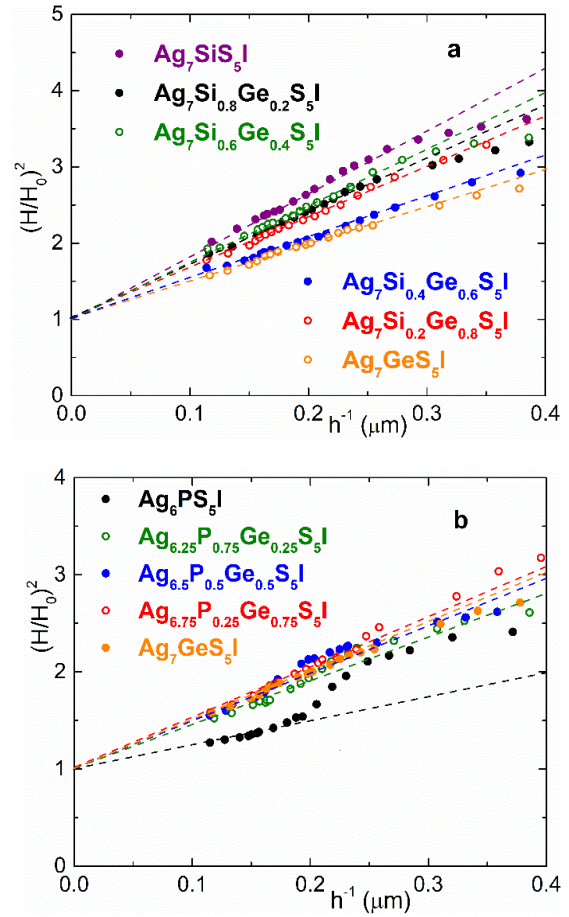 a
Ag₇SiS₅I
Ag₇Si₀.₈Ge₀.₂S₅I
Ag₇Si₀.₆Ge₀.₄S₅I
Ag₇Si₀.₄Ge₀.₆S₅I
Ag₇Si₀.₂Ge₀.₈S₅I
Ag₇GeS₅I
5
4
3
2
1
0
(H/H₀)²
0.0 0.1 0.2 0.3 0.4
h⁻¹ (μm)
b
Ag₆PS₅I
Ag₆.₂₅P₀.₇₅Ge₀.₂₅S₅I
Ag₆.₅P₀.₅Ge₀.₅S₅I
Ag₆.₇₅P₀.₂₅Ge₀.₇₅S₅I
Ag₇GeS₅I
4
3
2
1
0
(H/H₀)²
0.0 0.1 0.2 0.3 0.4
h⁻¹ (μm)